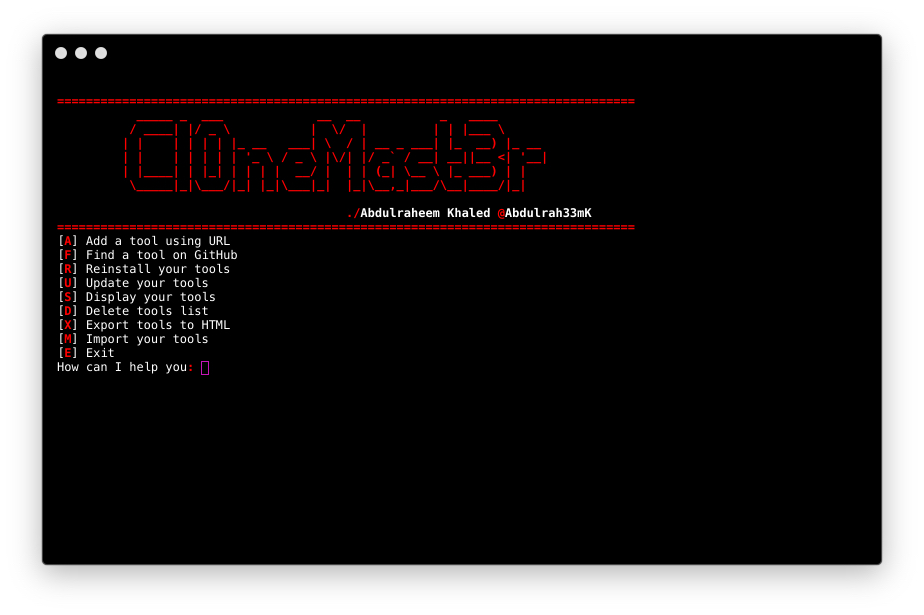 Cl0neMast3r
./Abdulraheem Khaled @Abdulrah33mK
[A] Add a tool using URL
[F] Find a tool on GitHub
[R] Reinstall your tools
[U] Update your tools
[S] Display your tools
[D] Delete tools list
[X] Export tools to HTML
[M] Import your tools
[E] Exit
How can I help you: